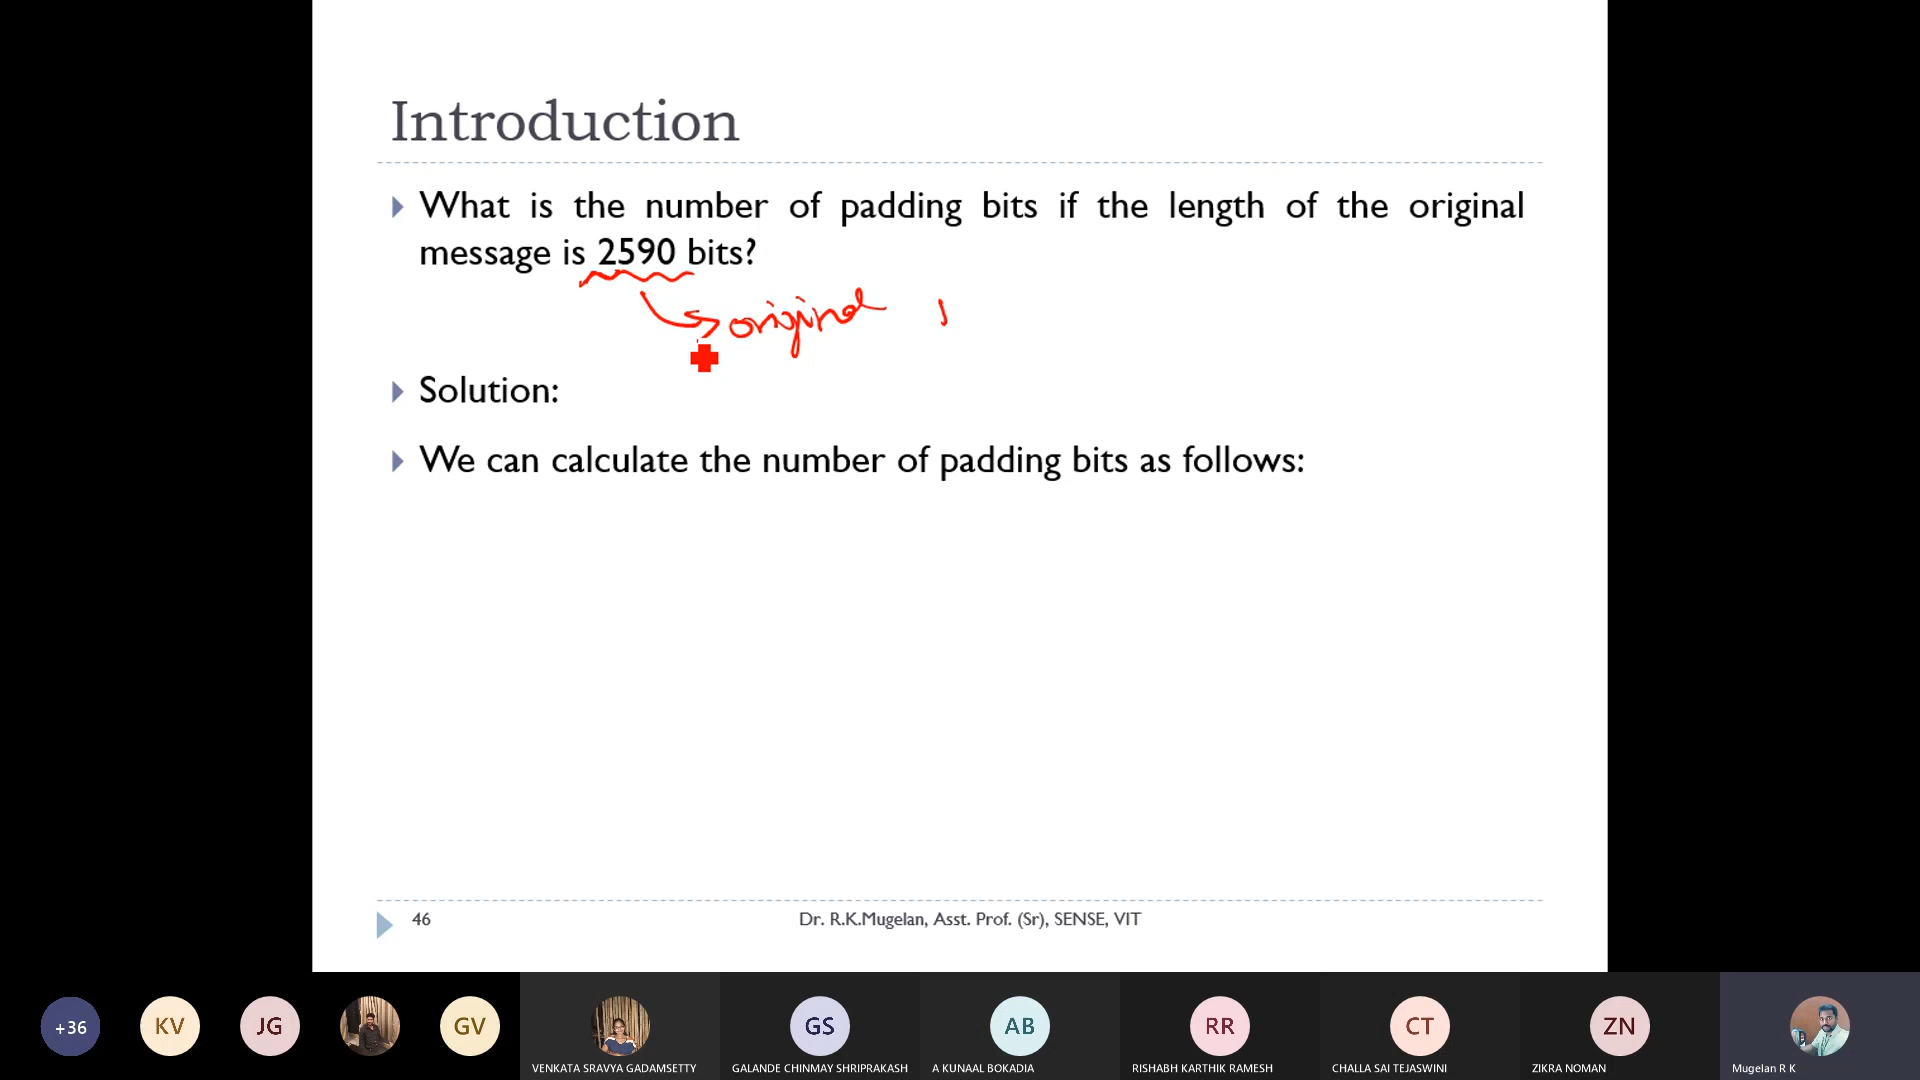 Introduction
What is the number of padding bits if the length of the original
message is 2590 bits?
original
Solution:
We can calculate the number of padding bits as follows:
46
Dr. R.K.Mugelan, Asst. Prof. (Sr), SENSE, VIT
+36
KV
JG
GV
GS
AB
RR
CT
ZN
VENKATA SRAVYA GADAMSETTY
GALANDE CHINMAY SHRIPRAKASH
A KUNAAL BOKADIA
RISHABH KARTHIK RAMESH
CHALLA SAI TEJASWINI
ZIKRA NOMAN
Mugelan R K